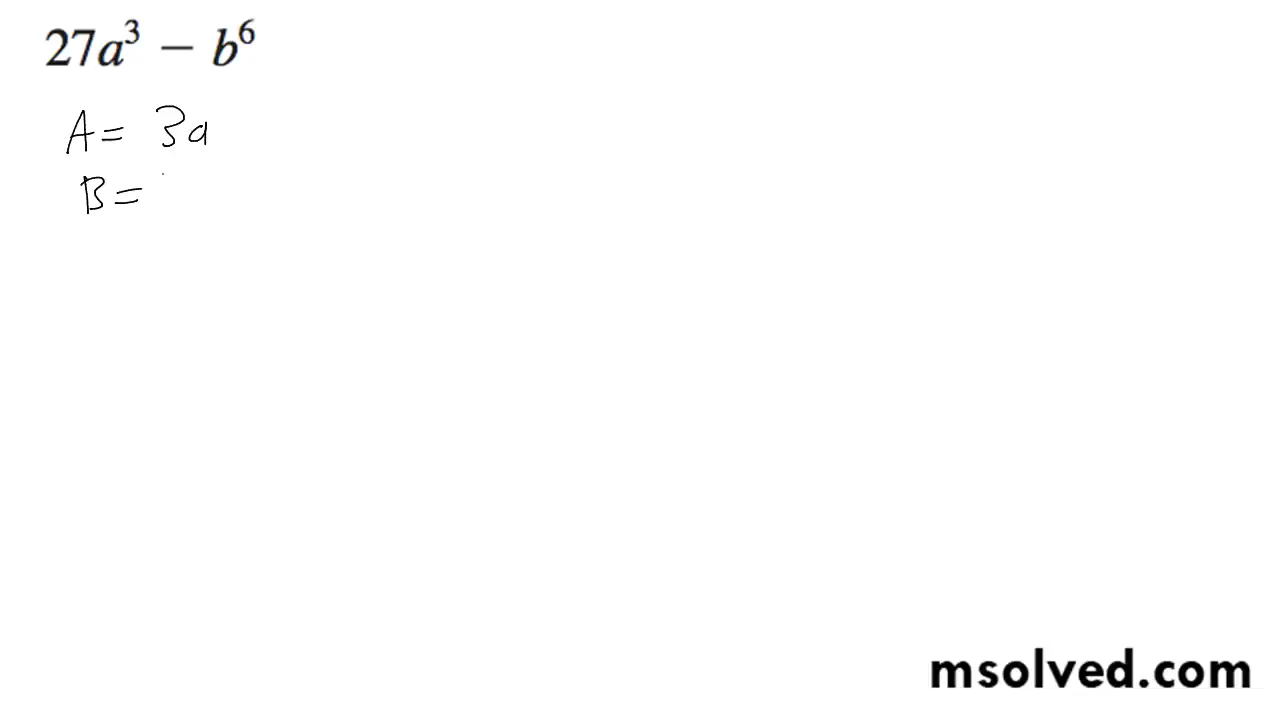 27a³ − b⁶
A = 3a
B =
msolved.com